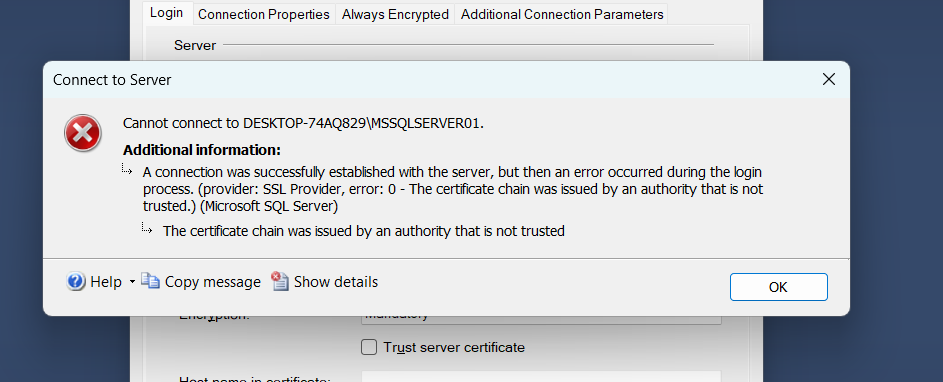 Login Connection Properties Always Encrypted Additional Connection Parameters
Server
Connect to Server
Cannot connect to DESKTOP-74AQ829\MSSQLSERVER01.
Additional information:
A connection was successfully established with the server, but then an error occurred during the login
process. (provider: SSL Provider, error: 0 - The certificate chain was issued by an authority that is not
trusted.) (Microsoft SQL Server)
The certificate chain was issued by an authority that is not trusted
Help Copy message Show details OK
Encryption: Mandatory
Trust server certificate
Host name in certificate: